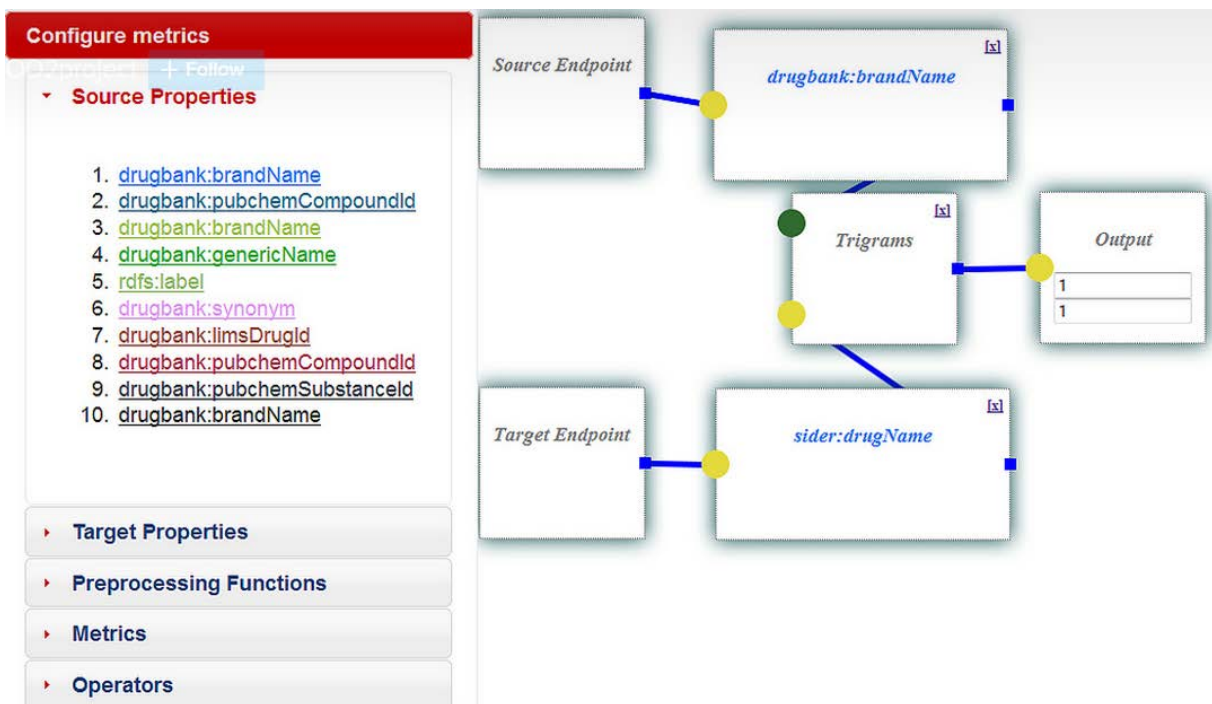 Configure metrics
+ Follow
Source Properties
1. drugbank:brandName
2. drugbank:pubchemCompoundId
3. drugbank:brandName
4. drugbank:genericName
5. rdfs:label
6. drugbank:synonym
7. drugbank:limsDrugId
8. drugbank:pubchemCompoundId
9. drugbank:pubchemSubstanceId
10. drugbank:brandName
Target Properties
Preprocessing Functions
Metrics
Operators
Source Endpoint
[x]
drugbank:brandName
[x]
Trigrams
Output
1
1
Target Endpoint
[x]
sider:drugName